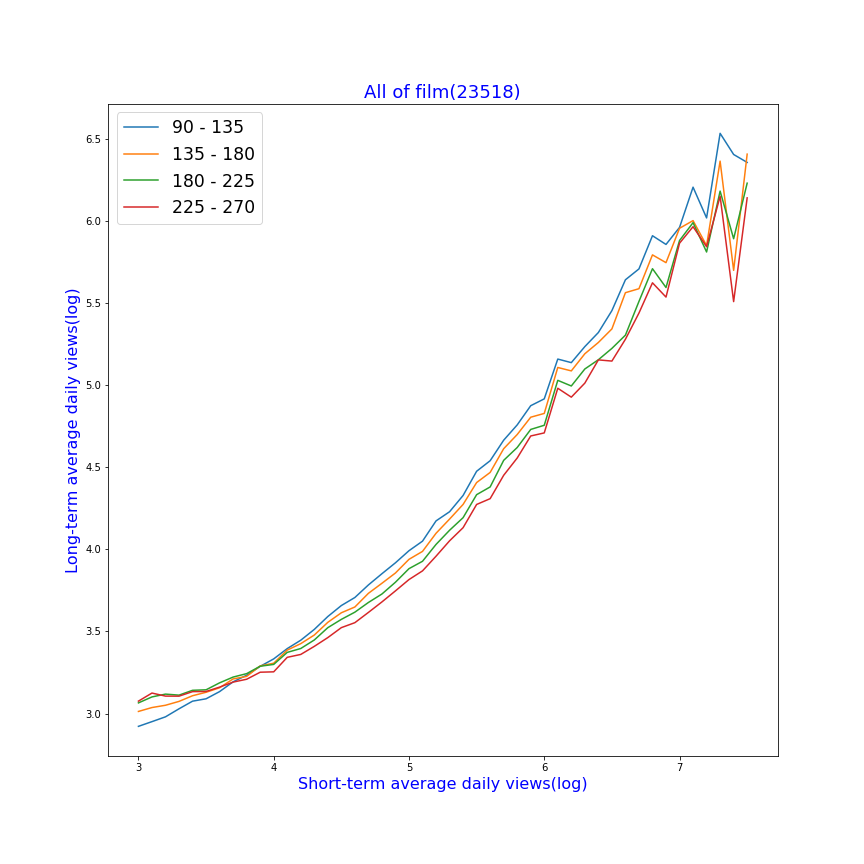 All of film(23518)
90 - 135
135 - 180
180 - 225
225 - 270
Long-term average daily views(log)
6.5
6.0
5.5
5.0
4.5
4.0
3.5
3.0
3 4 5 6 7
Short-term average daily views(log)